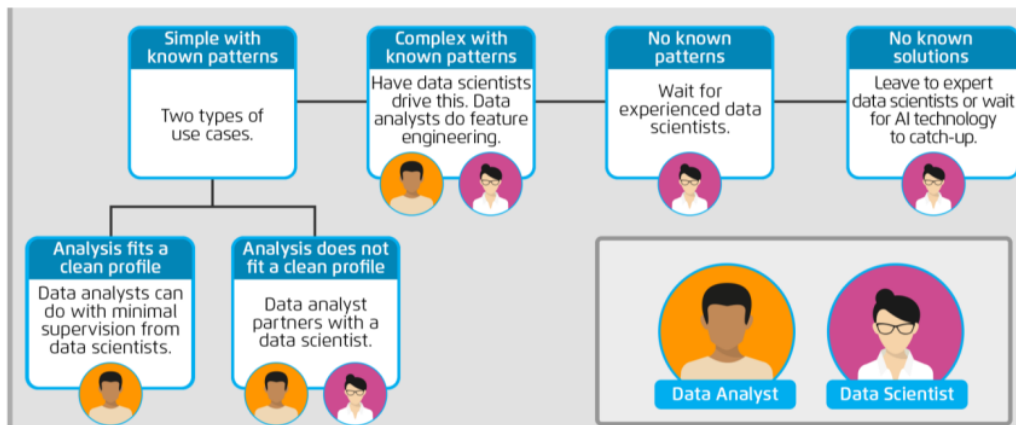 Simple with
known patterns
Two types of
use cases.
Complex with
known patterns
Have data scientists
drive this. Data
analysts do feature
engineering.
No known
patterns
Wait for
experienced data
scientists.
No known
solutions
Leave to expert
data scientists or wait
for AI technology
to catch-up.
Analysis fits a
clean profile
Data analysts can
do with minimal
supervision from
data scientists.
Analysis does not
fit a clean profile
Data analyst
partners with a
data scientist.
Data Analyst
Data Scientist